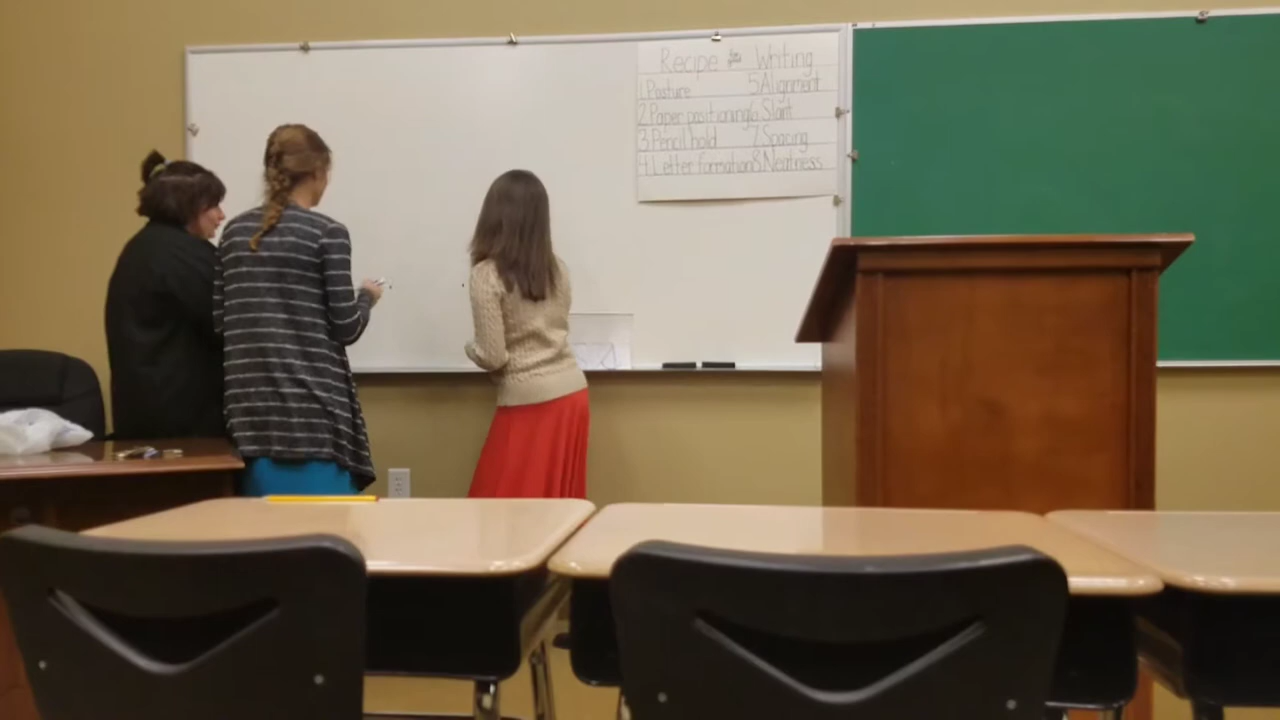 Recipe for Writing
1.Posture 5.Alignment
2.Paper positioning 6.Slant
3.Pencil hold 7.Spacing
4.Letter formation 8.Neatness